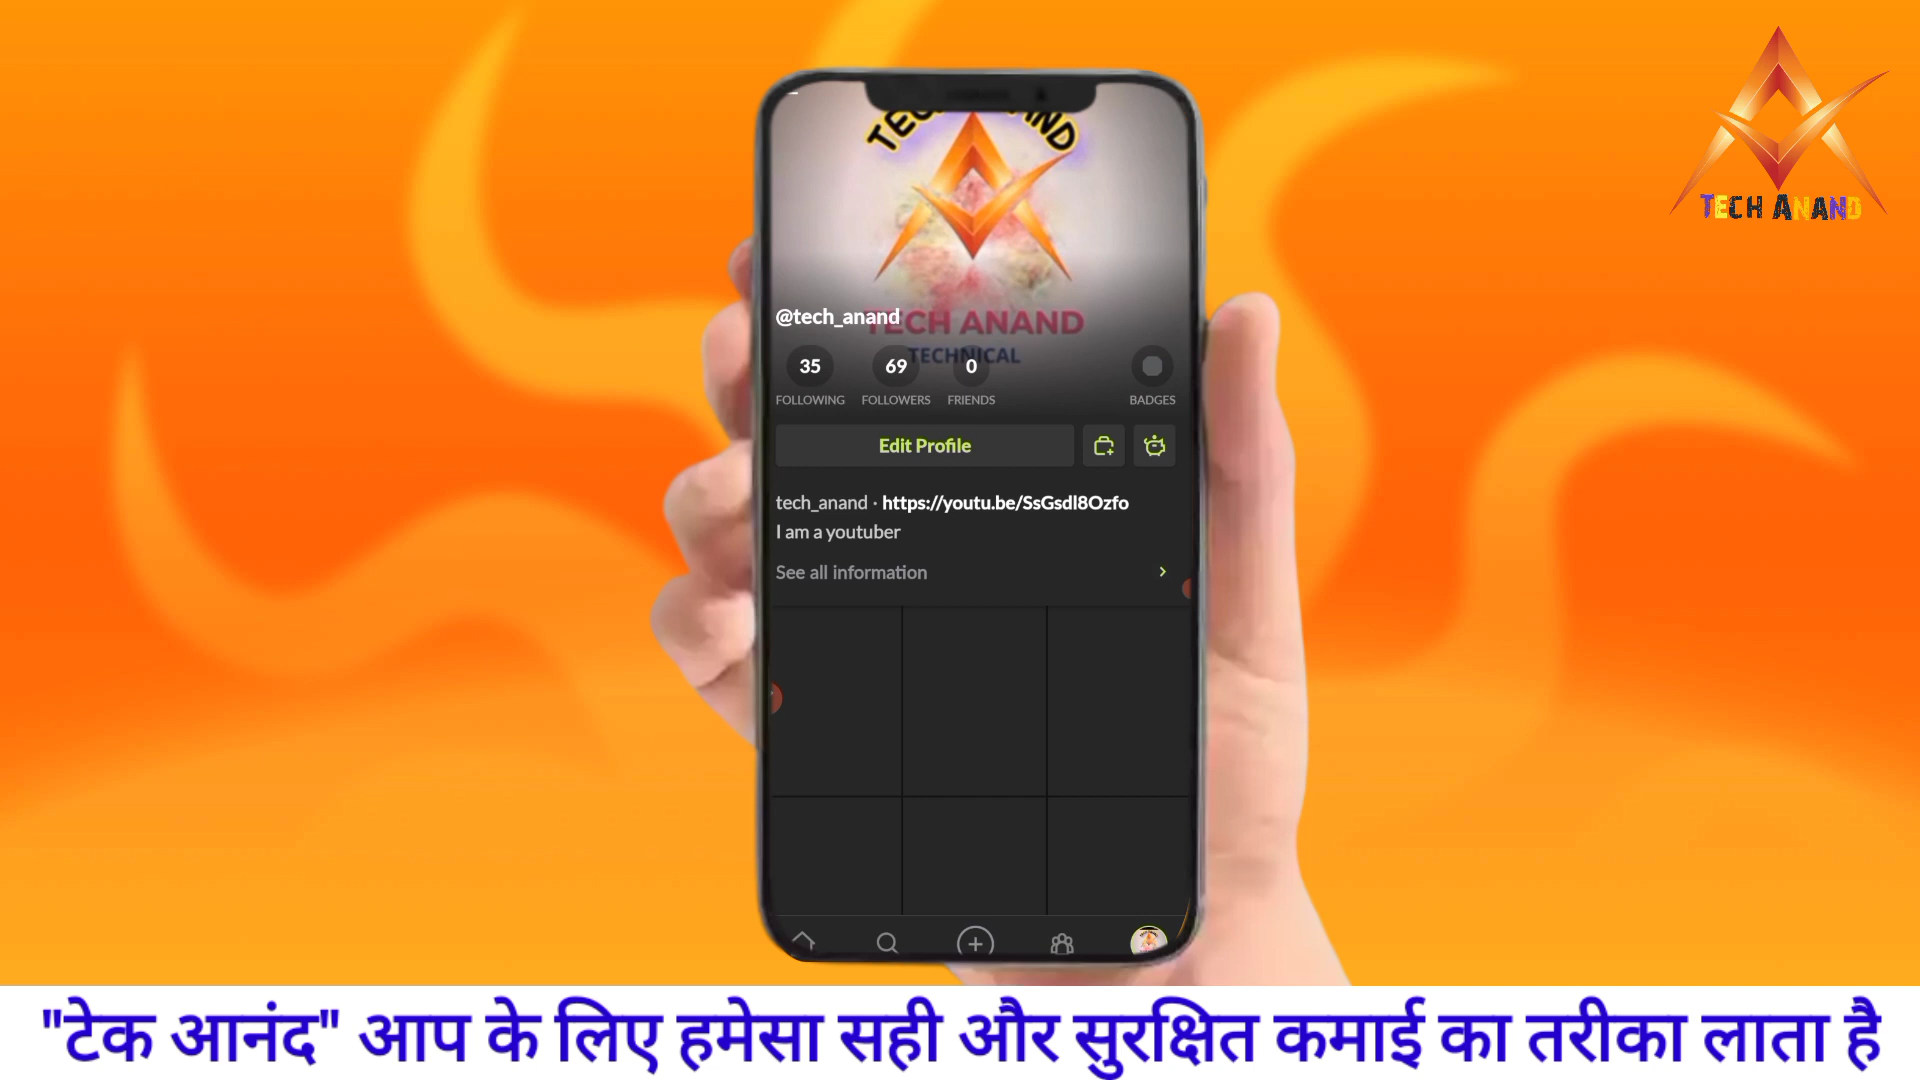 TECH ANAND
TECH ANAND
@tech_anand
TECHNICAL
35
69
0
FOLLOWING
FOLLOWERS
FRIENDS
BADGES
Edit Profile
tech_anand · https://youtu.be/SsGsdl8Ozfo
I am a youtuber
See all information
"टेक आनंद" आप के लिए हमेसा सही और सुरक्षित कमाई का तरीका लाता है